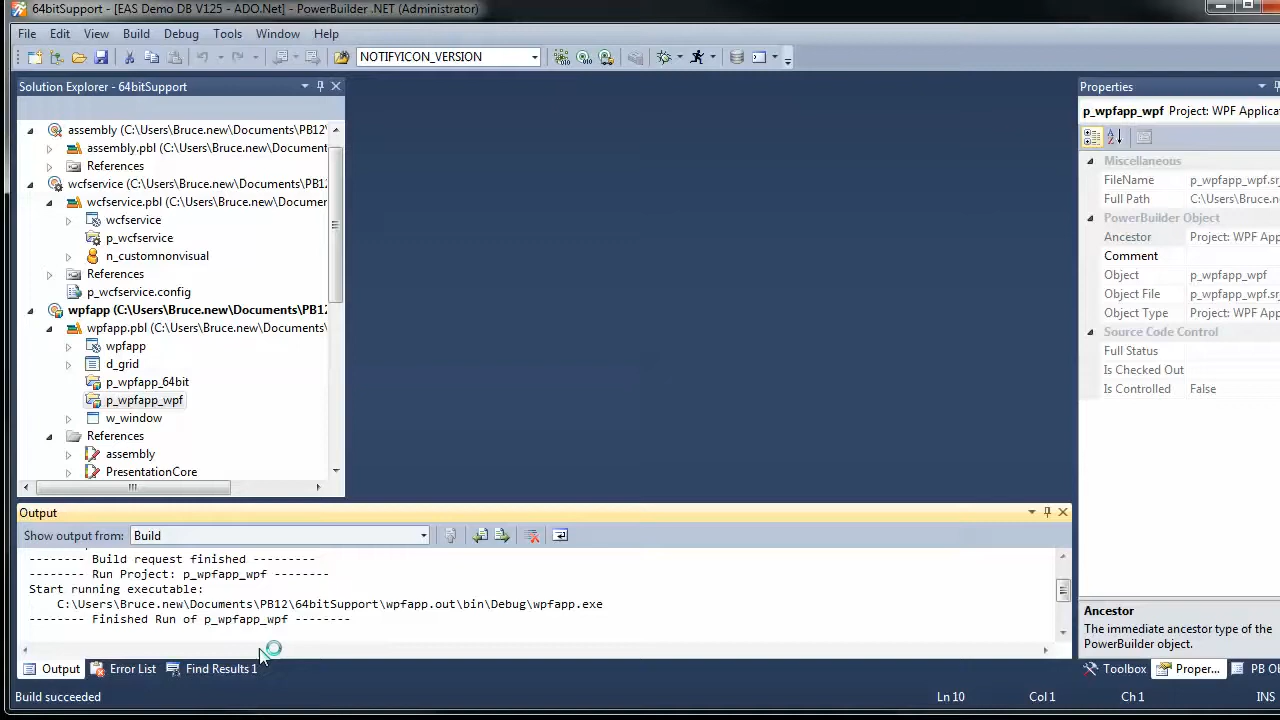 64bitSupport - [EAS Demo DB V125 - ADO.Net] - PowerBuilder .NET (Administrator)
File Edit View Build Debug Tools Window Help
NOTIFYICON_VERSION
Solution Explorer - 64bitSupport
assembly (C:\Users\Bruce.new\Documents\PB12\
assembly.pbl (C:\Users\Bruce.new\Document
References
wcfservice (C:\Users\Bruce.new\Documents\PB1
wcfservice.pbl (C:\Users\Bruce.new\Documer
wcfservice
p_wcfservice
n_customnonvisual
References
p_wcfservice.config
wpfapp (C:\Users\Bruce.new\Documents\PB12
wpfapp.pbl (C:\Users\Bruce.new\Documents\
wpfapp
d_grid
p_wpfapp_64bit
p_wpfapp_wpf
w_window
References
assembly
PresentationCore
Properties
p_wpfapp_wpf Project: WPF Applica
Miscellaneous
FileName p_wpfapp_wpf.sr
Full Path C:\Users\Bruce.n
PowerBuilder Object
Ancestor Project: WPF App
Comment
Object p_wpfapp_wpf
Object File p_wpfapp_wpf.sr
Object Type Project: WPF App
Source Code Control
Full Status
Is Checked Out
Is Controlled False
Ancestor
The immediate ancestor type of the
PowerBuilder object.
Toolbox Proper... PB Ob
Output
Show output from: Build
-------- Build request finished --------
-------- Run Project: p_wpfapp_wpf --------
Start running executable:
C:\Users\Bruce.new\Documents\PB12\64bitSupport\wpfapp.out\bin\Debug\wpfapp.exe
-------- Finished Run of p_wpfapp_wpf --------
Output Error List Find Results 1
Build succeeded Ln 10 Col 1 Ch 1 INS